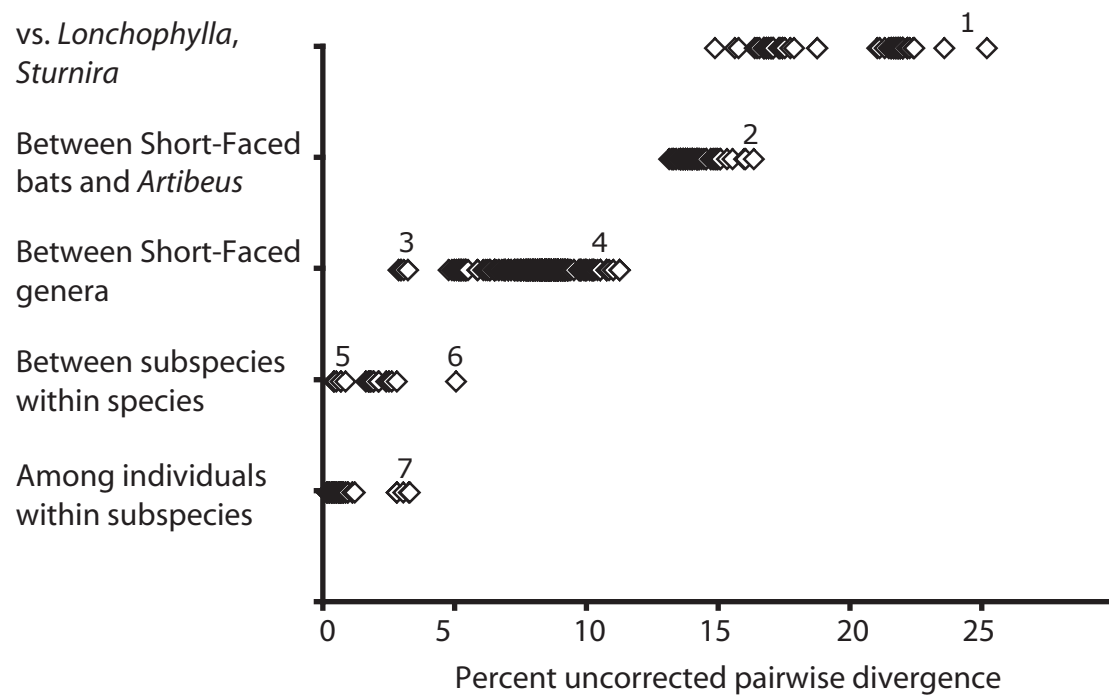 vs. Lonchophylla,
Sturnira
1
Between Short-Faced
bats and Artibeus
2
Between Short-Faced
genera
3
4
Between subspecies
within species
5
6
Among individuals
within subspecies
7
0 5 10 15 20 25
Percent uncorrected pairwise divergence